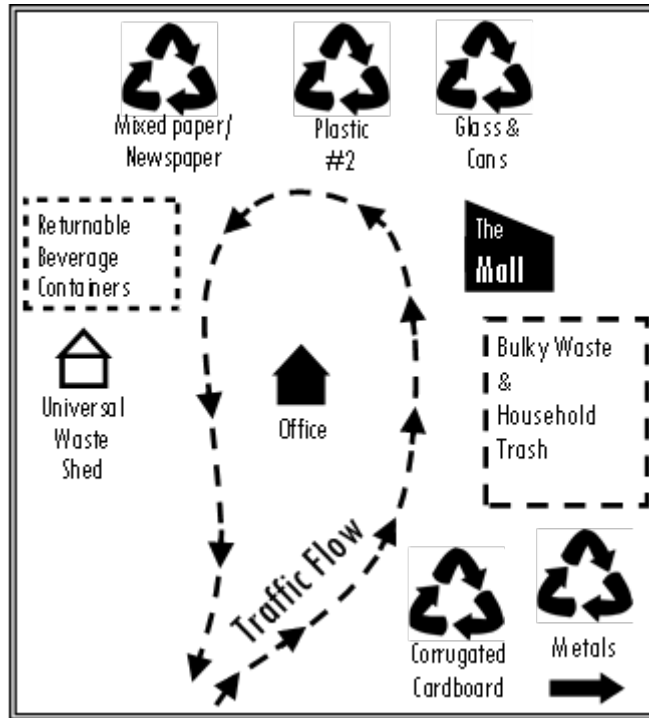 Mixed paper/
Newspaper
Plastic
#2
Glass &
Cans
Returnable
Beverage
Containers
The
Mall
Universal
Waste
Shed
Office
Bulky Waste
&
Household
Trash
Traffic Flow
Corrugated
Cardboard
Metals